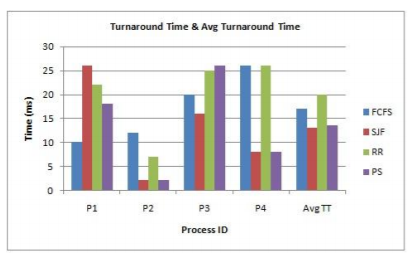 Turnaround Time & Avg Turnaround Time
30
25
20
15
10
5
0
Time (ms)
P1 P2 P3 P4 Avg TT
Process ID
FCFS
SJF
RR
PS